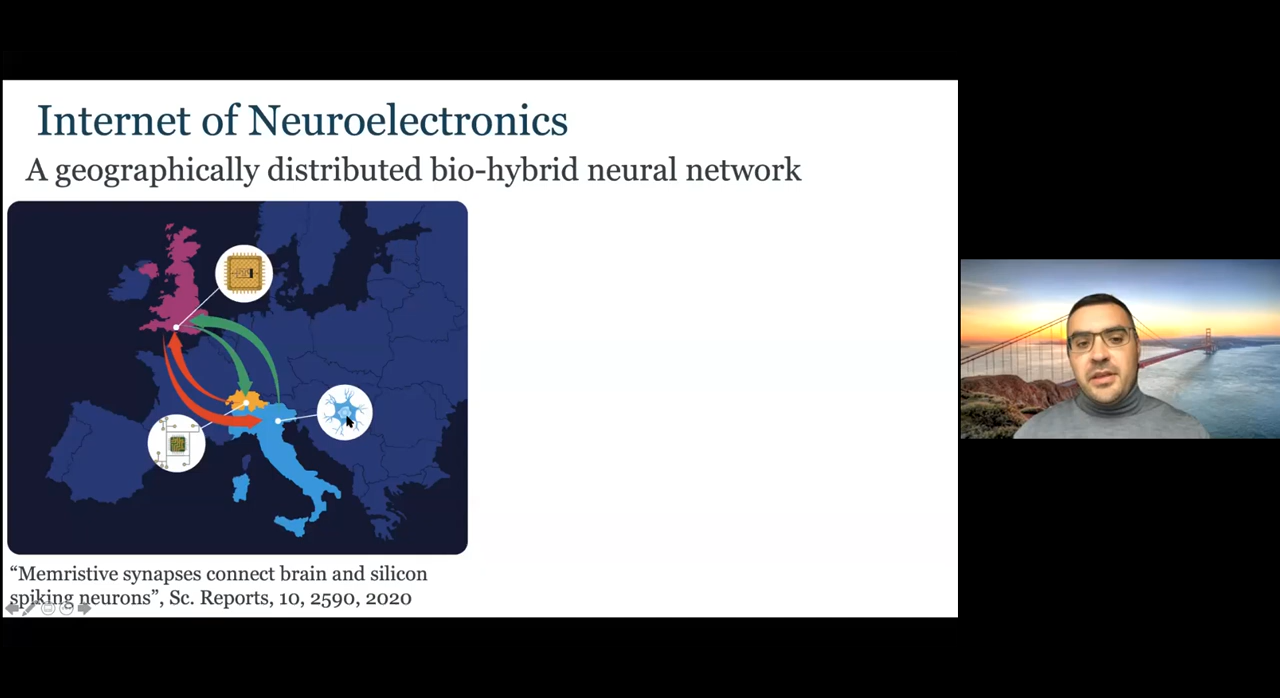 Internet of Neuroelectronics
A geographically distributed bio-hybrid neural network
“Memristive synapses connect brain and silicon
spiking neurons”, Sc. Reports, 10, 2590, 2020